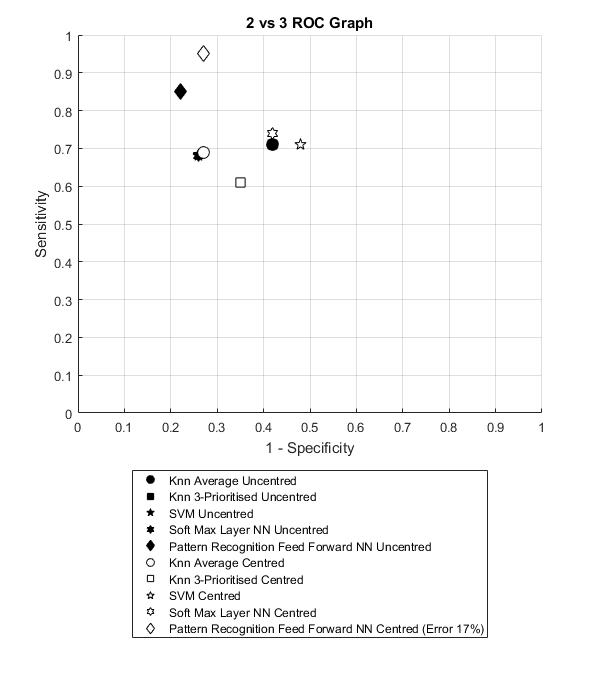 2 vs 3 ROC Graph
1
0.9
0.8
0.7
0.6
0.5
0.4
0.3
0.2
0.1
0
Sensitivity
0 0.1 0.2 0.3 0.4 0.5 0.6 0.7 0.8 0.9 1
1 - Specificity
Knn Average Uncentred
Knn 3-Prioritised Uncentred
SVM Uncentred
Soft Max Layer NN Uncentred
Pattern Recognition Feed Forward NN Uncentred
Knn Average Centred
Knn 3-Prioritised Centred
SVM Centred
Soft Max Layer NN Centred
Pattern Recognition Feed Forward NN Centred (Error 17%)